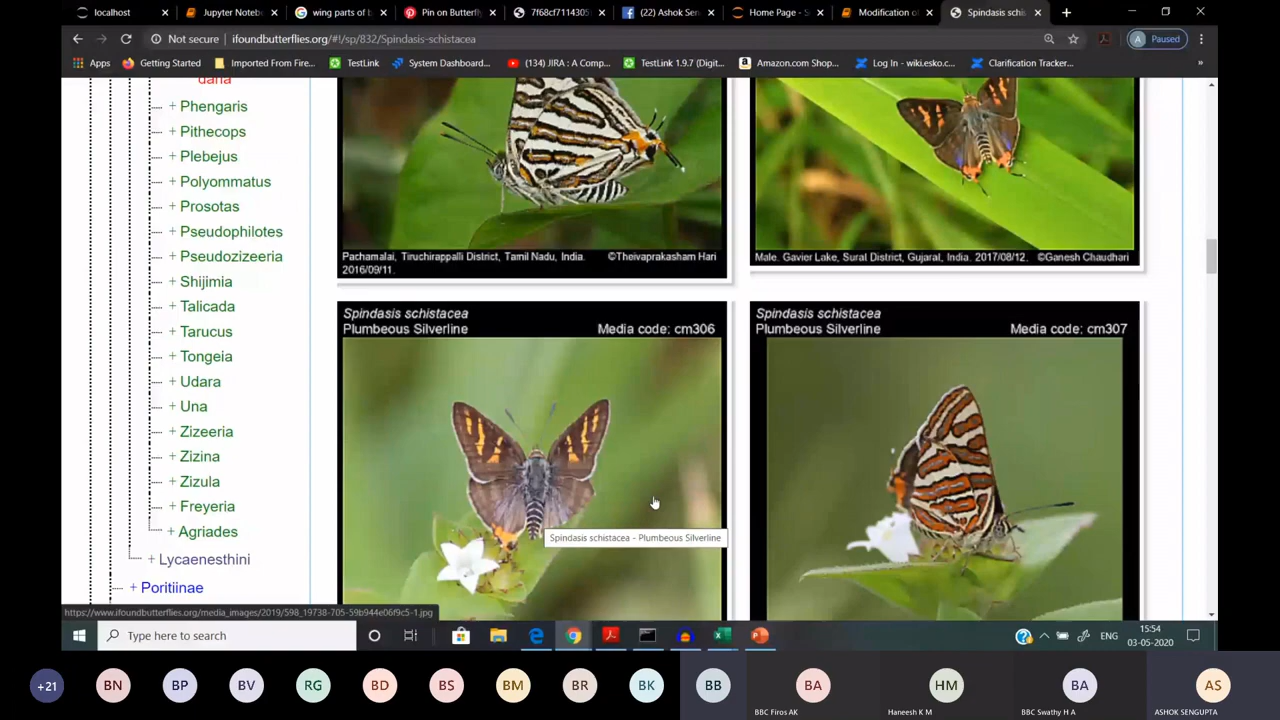 localhost
Jupyter Noteb
wing parts of b
Pin on Butterfl
7f68cf7114305
(22) Ashok Sen
Home Page - S
Modification o
Spindasis schi
Paused
Not secure
ifoundbutterflies.org/#!/sp/832/Spindasis-schistacea
Apps
Getting Started
Imported From Fire...
TestLink
System Dashboard...
(134) JIRA : A Comp...
TestLink 1.9.7 (Digit...
Amazon.com Shop...
Log In - wiki.esko.c...
Clarification Tracker...
»
+ Phengaris
+ Pithecops
+ Plebejus
+ Polyommatus
+ Prosotas
+ Pseudophilotes
+ Pseudozizeeria
+ Shijimia
+ Talicada
+ Tarucus
+ Tongeia
+ Udara
+ Una
+ Zizeeria
+ Zizina
+ Zizula
+ Freyeria
+ Agriades
+ Lycaenesthini
+ Poritiinae
Pachamalai, Tiruchirappalli District, Tamil Nadu, India. ©Theivaprakasham Hari
2016/09/11.
Male. Gavier Lake, Surat District, Gujarat, India. 2017/08/12. ©Ganesh Chaudhari
Spindasis schistacea
Plumbeous Silverline Media code: cm306
Spindasis schistacea
Plumbeous Silverline Media code: cm307
Spindasis schistacea - Plumbeous Silverline
Type here to search
ENG
15:54
03-05-2020
+21
BN
BP
BV
RG
BD
BS
BM
BR
BK
BB
BA
HM
BA
AS
BBC Firos AK
Haneesh K M
BBC Swathy H A
ASHOK SENGUPTA